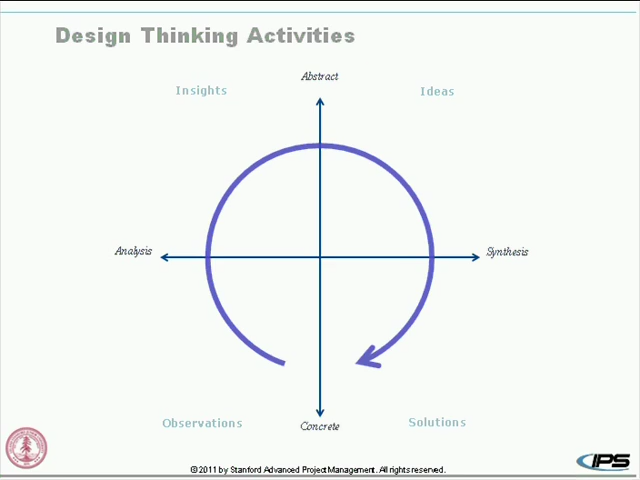 Design Thinking Activities
Abstract
Insights
Ideas
Analysis
Synthesis
Observations
Concrete
Solutions
© 2011 by Stanford Advanced Project Management. All rights reserved.
IPS